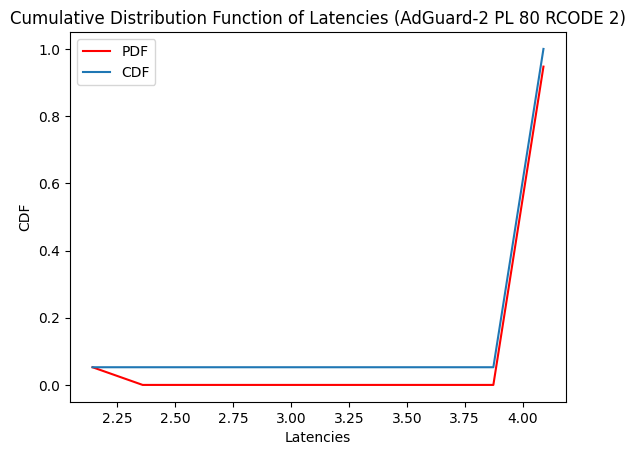 Cumulative Distribution Function of Latencies (AdGuard-2 PL 80 RCODE 2)
PDF
CDF
1.0
0.8
0.6
0.4
0.2
0.0
CDF
2.25 2.50 2.75 3.00 3.25 3.50 3.75 4.00
Latencies